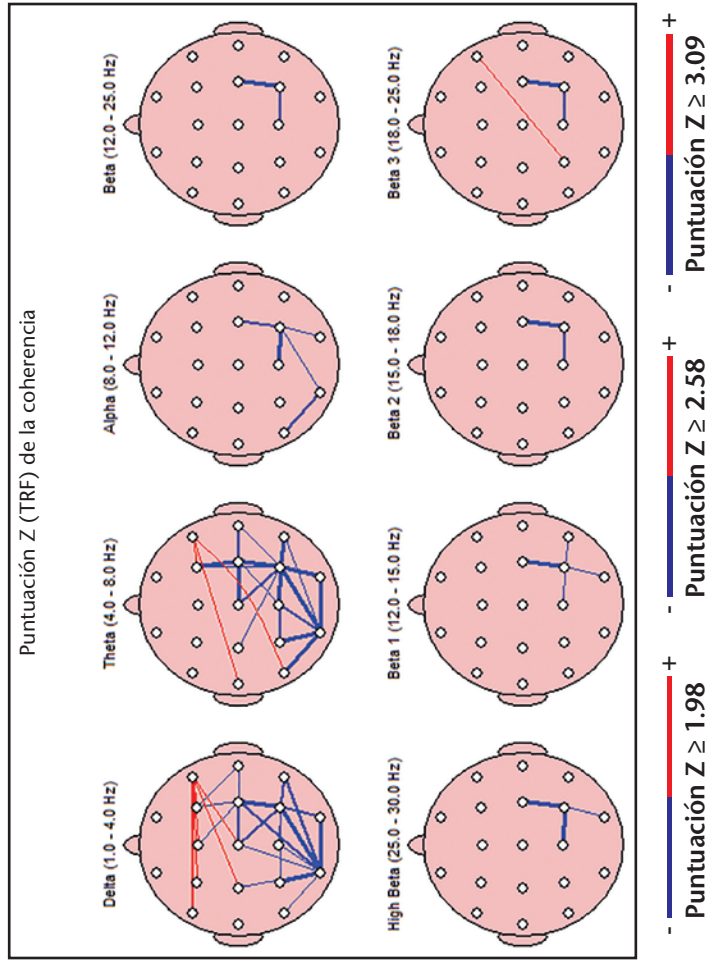 Puntuación Z (TRF) de la coherencia
Delta (1.0 - 4.0 Hz)
Theta (4.0 - 8.0 Hz)
Alpha (8.0 - 12.0 Hz)
Beta (12.0 - 25.0 Hz)
High Beta (25.0 - 30.0 Hz)
Beta 1 (12.0 - 15.0 Hz)
Beta 2 (15.0 - 18.0 Hz)
Beta 3 (18.0 - 25.0 Hz)
- +
Puntuación Z ≥ 1.98
- +
Puntuación Z ≥ 2.58
- +
Puntuación Z ≥ 3.09